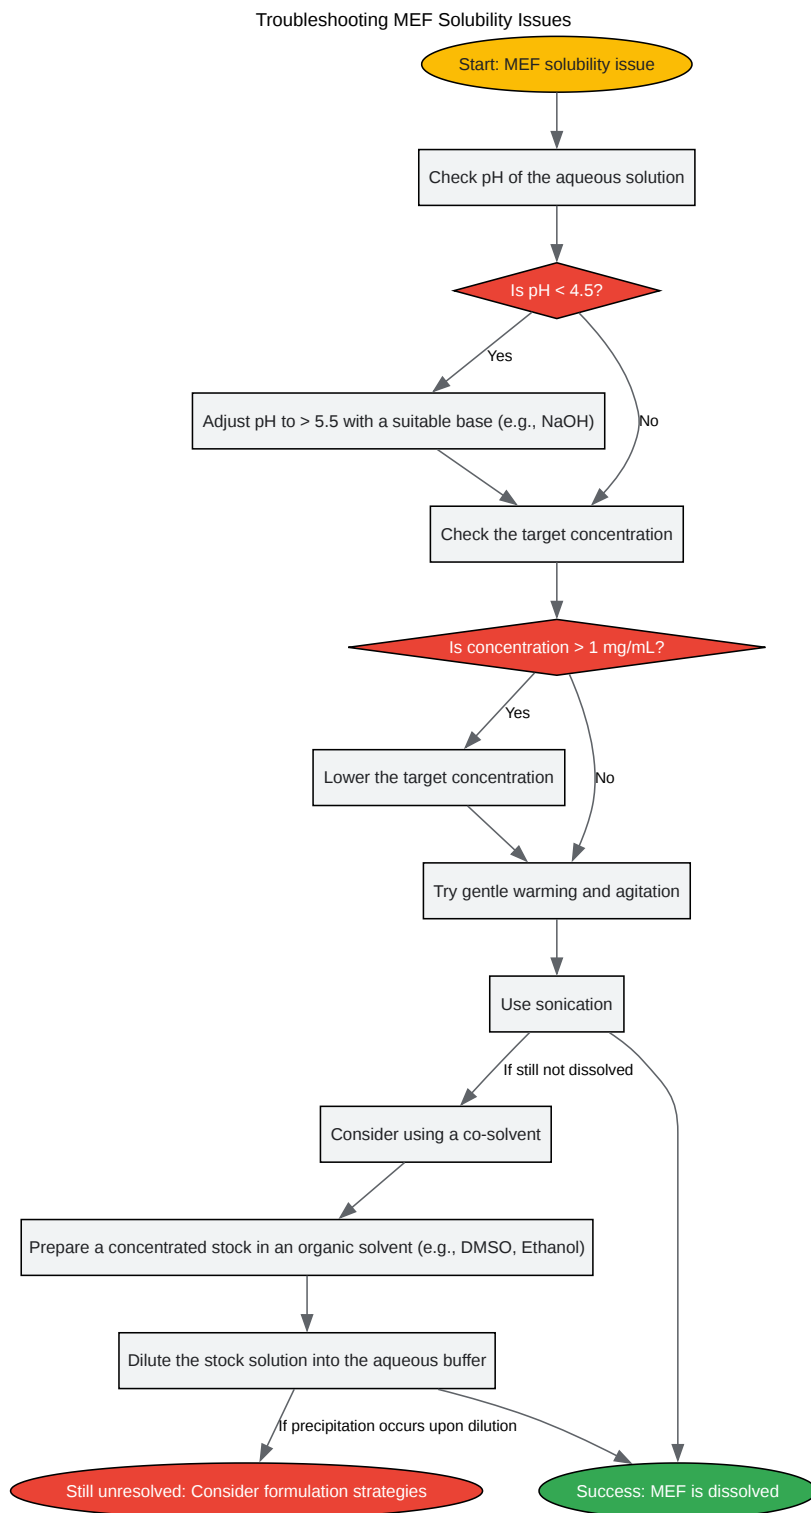 Troubleshooting MEF Solubility Issues
Start: MEF solubility issue
Check pH of the aqueous solution
Is pH < 4.5?
Yes
Adjust pH to > 5.5 with a suitable base (e.g., NaOH)
No
Check the target concentration
Is concentration > 1 mg/mL?
Yes
Lower the target concentration
No
Try gentle warming and agitation
Use sonication
If still not dissolved
Consider using a co-solvent
Prepare a concentrated stock in an organic solvent (e.g., DMSO, Ethanol)
Dilute the stock solution into the aqueous buffer
If precipitation occurs upon dilution
Still unresolved: Consider formulation strategies
Success: MEF is dissolved